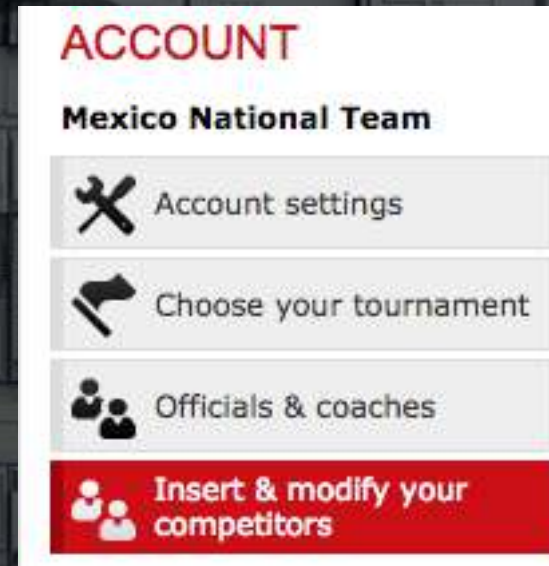 ACCOUNT
Mexico National Team
Account settings
Choose your tournament
Officials & coaches
Insert & modify your
competitors